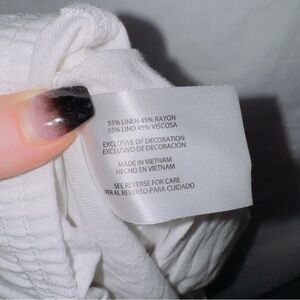 55% LINEN 45% RAYON
55% LINO 45% VISCOSA
EXCLUSIVE OF DECORATION
EXCLUSIVO DE DECORACIÓN
MADE IN VIETNAM
HECHO EN VIETNAM
SEE REVERSE FOR CARE
VER AL REVERSO PARA CUIDADO